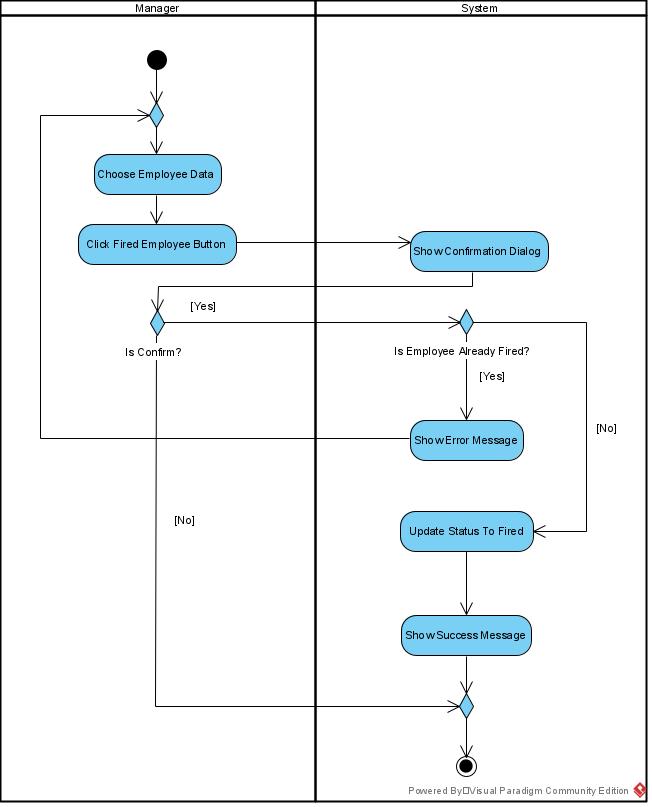 Manager
System
Choose Employee Data
Click Fired Employee Button
Show Confirmation Dialog
[Yes]
Is Confirm?
Is Employee Already Fired?
[Yes]
[No]
Show Error Message
[No]
Update Status To Fired
Show Success Message
Powered By Visual Paradigm Community Edition